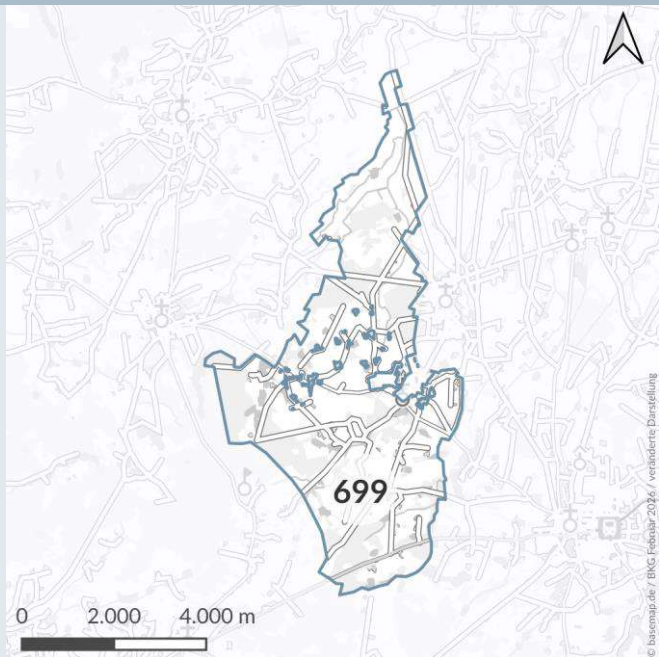 699
0 2.000 4.000 m
© basemap.de / BKG Februar 2026 / veränderte Darstellung